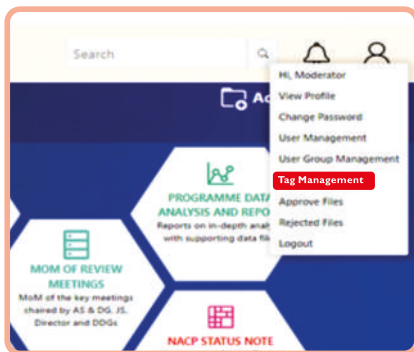 Search
Hi, Moderator
View Profile
Change Password
User Management
User Group Management
Tag Management
Approve Files
Rejected Files
Logout
PROGRAMME DATA
ANALYSIS AND REPO
Reports on in-depth
with supporting data
MOM OF REVIEW
MEETINGS
MoM of the key meetings
chaired by AS & DG, JS,
Director and DDGs
NACP STATUS NOTE